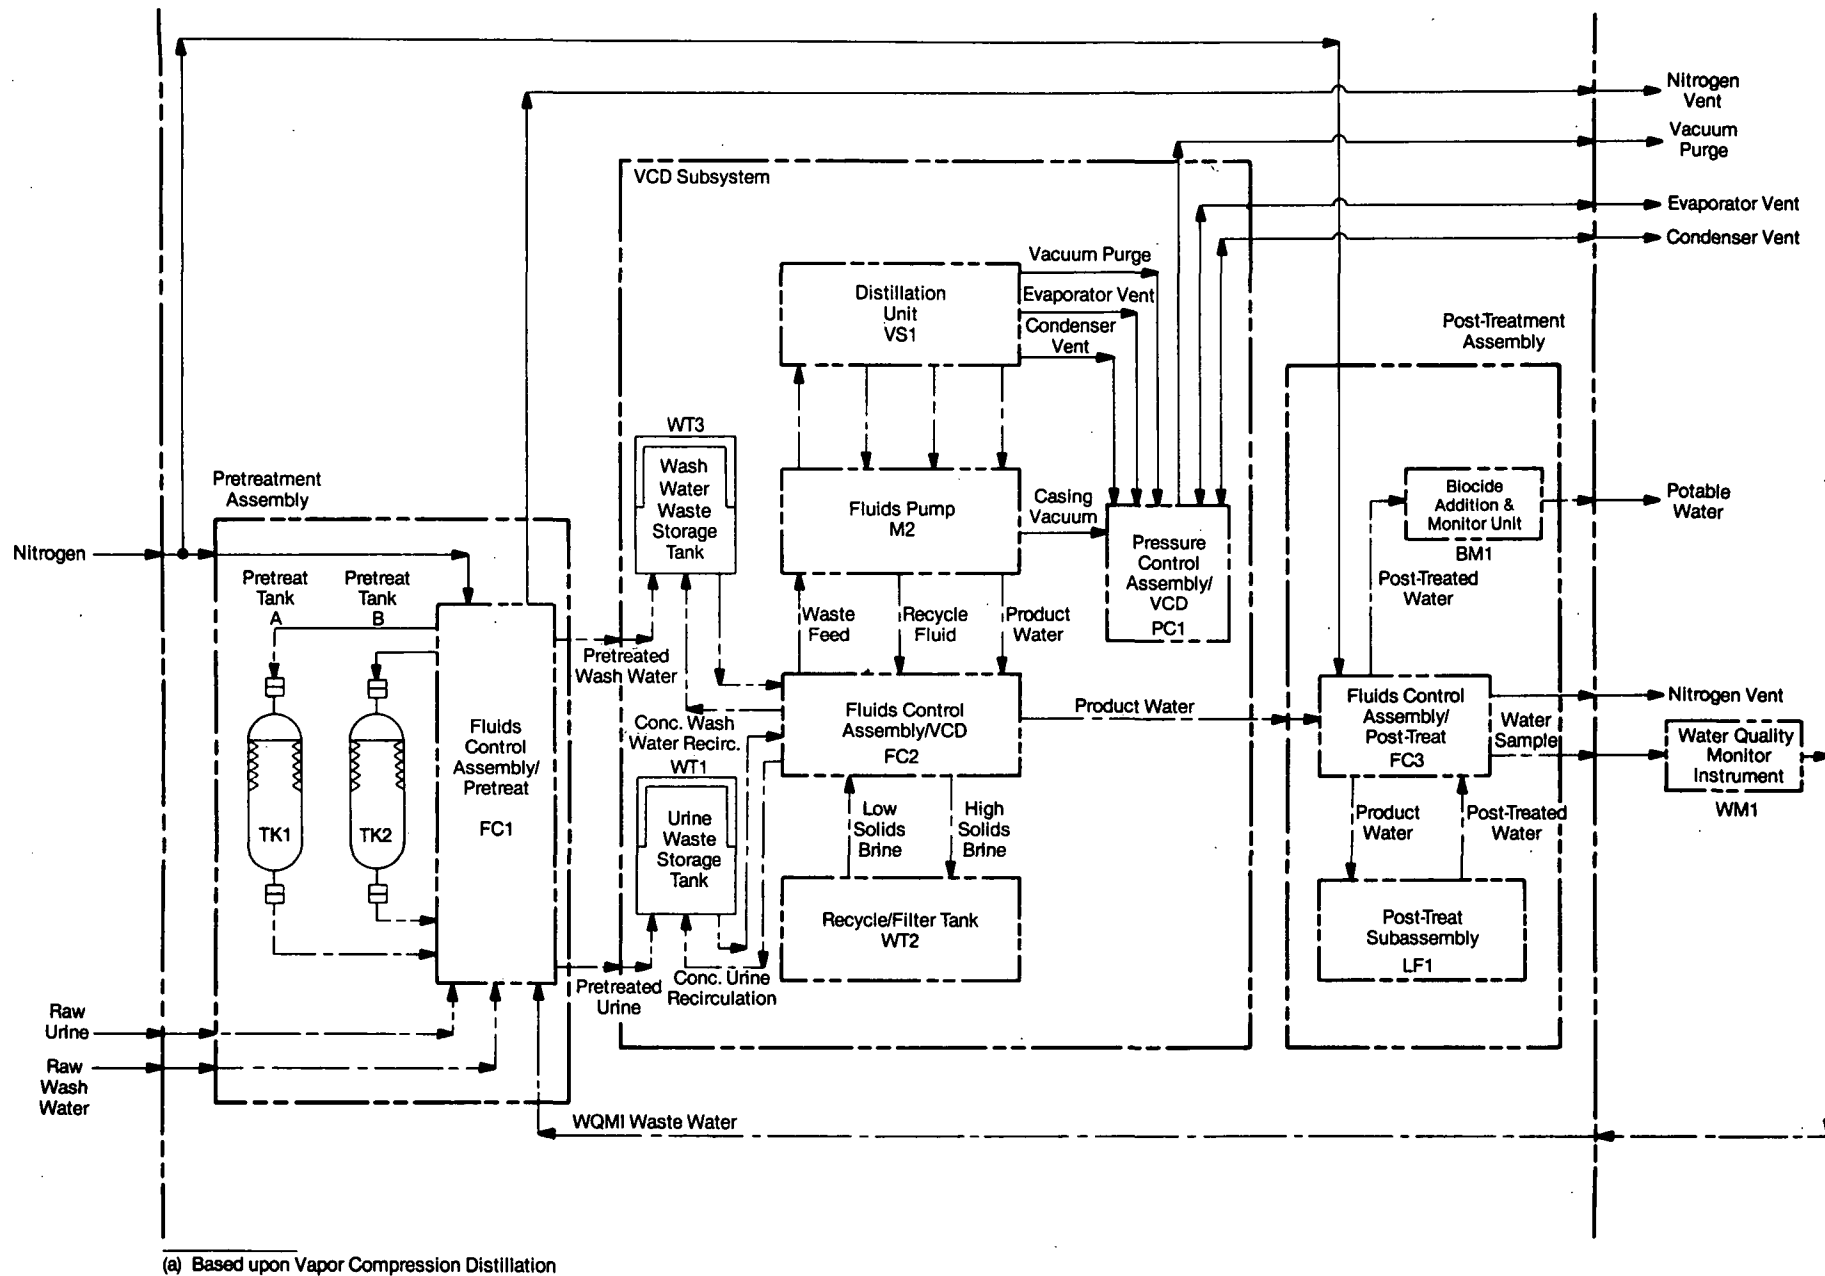 Nitrogen
Vent
Vacuum
Purge
VCD Subsystem
Evaporator Vent
Condenser Vent
Vacuum Purge
Distillation
Unit
VS1
Evaporator Vent
Condenser
Vent
Post-Treatment
Assembly
WT3
Wash
Water
Waste
Storage
Tank
Pretreatment
Assembly
Fluids Pump
M2
Casing
Vacuum
Biocide
Addition &
Monitor Unit
BM1
Potable
Water
Nitrogen
Pretreat
Tank
A
Pretreat
Tank
B
Pressure
Control
Assembly/
VCD
PC1
Post-Treated
Water
Waste
Feed
Recycle
Fluid
Product
Water
Pretreated
Wash Water
Fluids
Control
Assembly/
Pretreat
FC1
TK1
TK2
Conc. Wash
Water Recirc.
Fluids Control
Assembly/VCD
FC2
Product Water
Fluids Control
Assembly/
Post-Treat
FC3
Nitrogen Vent
Water
Sample
Water Quality
Monitor
Instrument
WM1
WT1
Urine
Waste
Storage
Tank
Low
Solids
Brine
High
Solids
Brine
Product
Water
Post-Treated
Water
Recycle/Filter Tank
WT2
Post-Treat
Subassembly
LF1
Pretreated
Urine
Conc. Urine
Recirculation
Raw
Urine
Raw
Wash
Water
WQMI Waste Water
(a) Based upon Vapor Compression Distillation